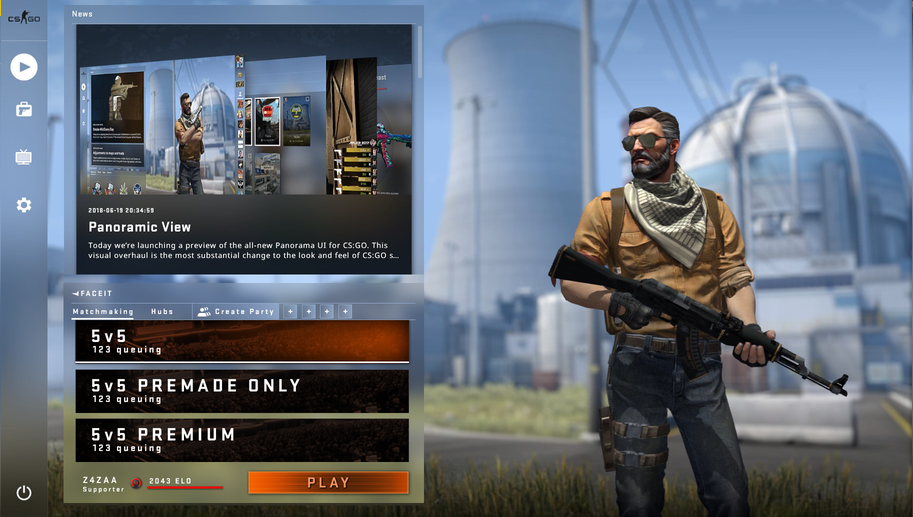 CS GO
News
2018-06-19 20:34:59
Panoramic View
Today we're launching a preview of the all-new Panorama UI for CS:GO. This
visual overhaul is the most substantial change to the look and feel of CS:GO s...
FACEIT
Matchmaking Hubs Create Party + + + +
5v5
123 queuing
5v5 PREMADE ONLY
123 queuing
5v5 PREMIUM
123 queuing
Z4ZAA 2043 ELO
Supporter
PLAY